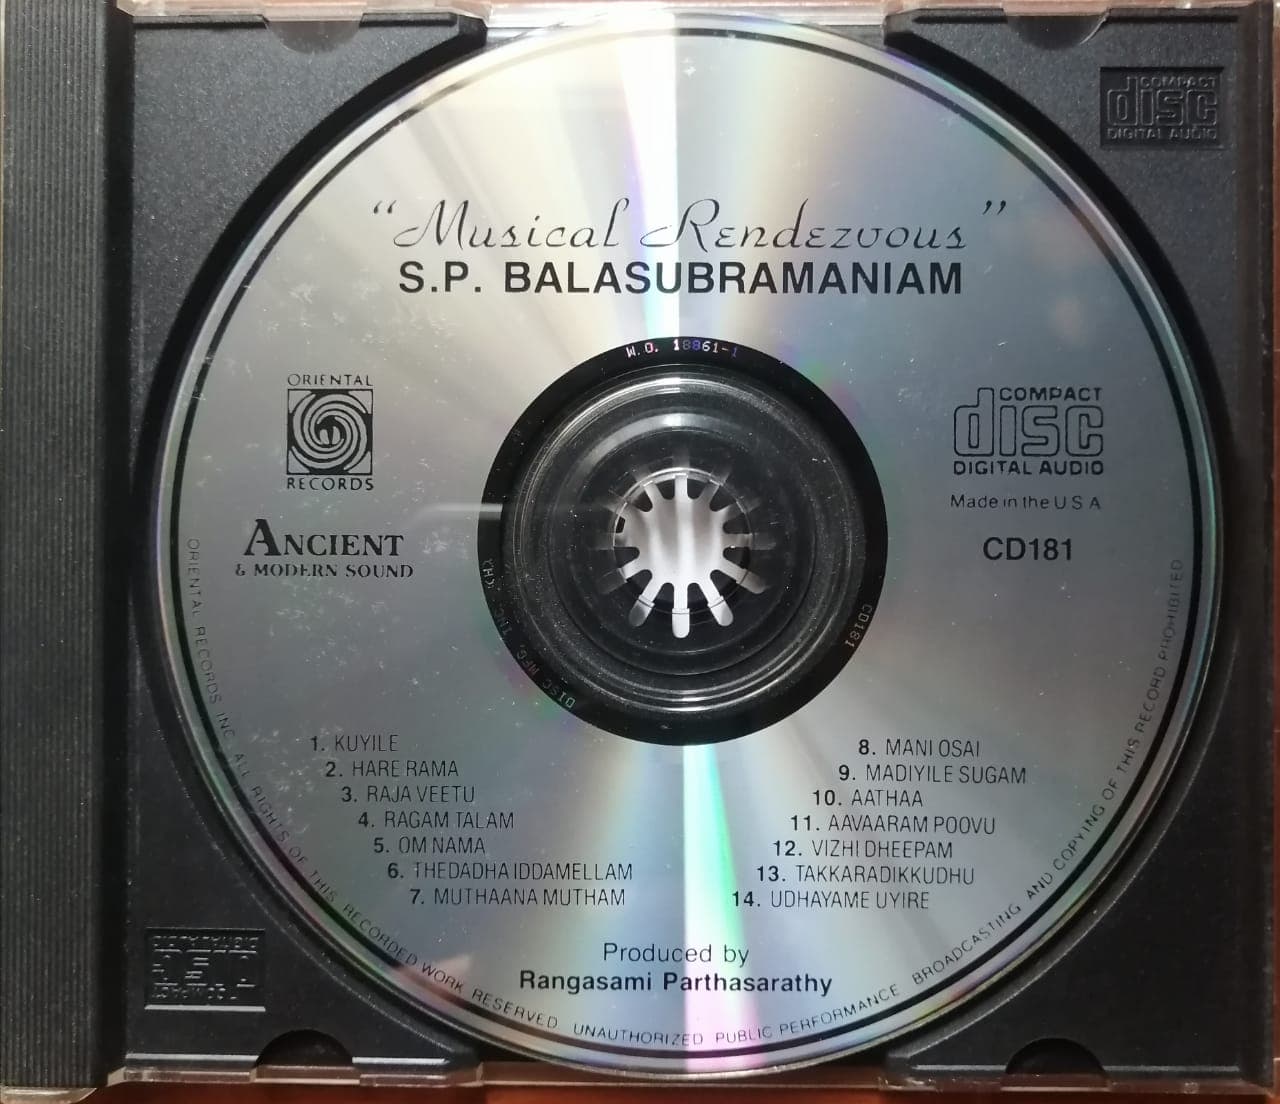 COMPACT
disc
DIGITAL AUDIO
“Musical Rendezvous”
S.P. BALASUBRAMANIAM
W.O. 18861-1
ORIENTAL
RECORDS
COMPACT
disc
DIGITAL AUDIO
Made in the U S A
ANCIENT
& MODERN SOUND
CD181
CD181
DISC MFG, INC.
1. KUYILE
2. HARE RAMA
3. RAJA VEETU
4. RAGAM TALAM
5. OM NAMA
6. THEDADHA IDDAMELLAM
7. MUTHAANA MUTHAM
8. MANI OSAI
9. MADIYILE SUGAM
10. AATHAA
11. AAVAARAM POOVU
12. VIZHI DHEEPAM
13. TAKKARADIKKUDHU
14. UDHAYAME UYIRE
Produced by
Rangasami Parthasarathy
ORIENTAL RECORDS INC. ALL RIGHTS OF THIS RECORDED WORK RESERVED UNAUTHORIZED PUBLIC PERFORMANCE BROADCASTING AND COPYING OF THIS RECORD PROHIBITED